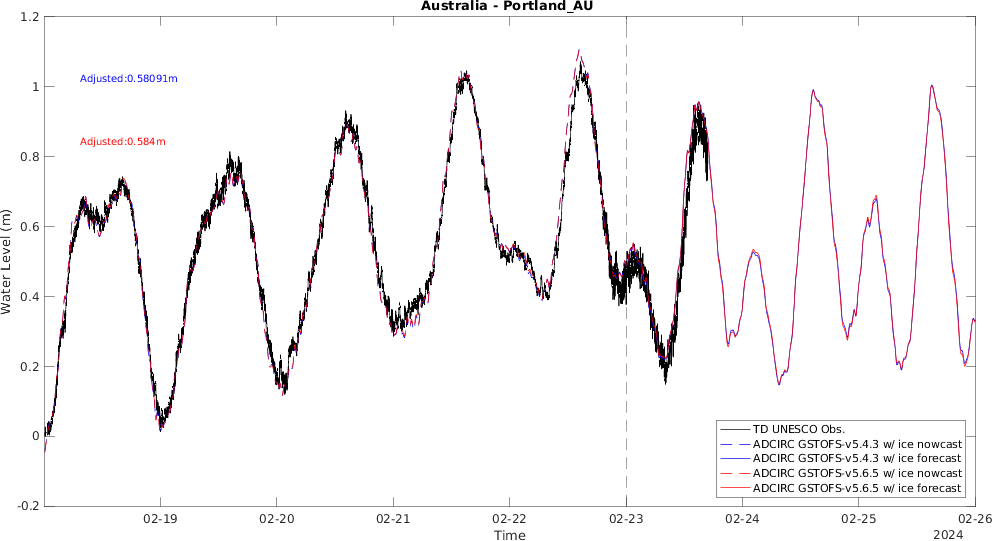 Australia - Portland_AU
1.2
1
0.8
0.6
0.4
0.2
0
-0.2
Water Level (m)
Adjusted:0.58091m
Adjusted:0.584m
TD UNESCO Obs.
ADCIRC GSTOFS-v5.4.3 w/ ice nowcast
ADCIRC GSTOFS-v5.4.3 w/ ice forecast
ADCIRC GSTOFS-v5.6.5 w/ ice nowcast
ADCIRC GSTOFS-v5.6.5 w/ ice forecast
02-19 02-20 02-21 02-22 02-23 02-24 02-25 02-26
Time
2024